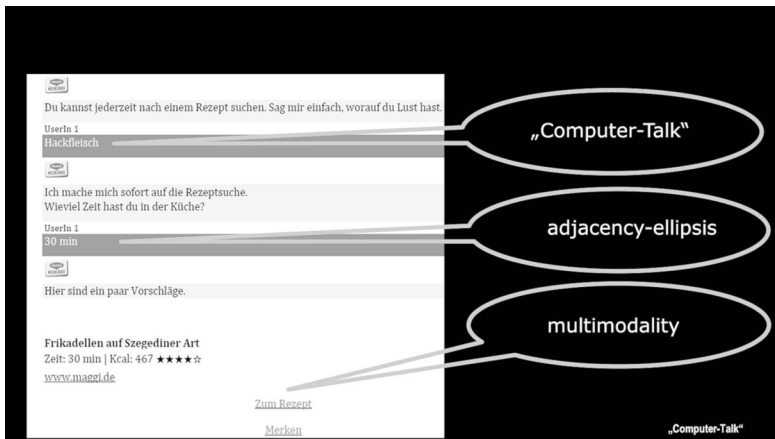 Du kannst jederzeit nach einem Rezept suchen. Sag mir einfach, worauf du Lust hast.
UserIn 1
Hackfleisch
Ich mache mich sofort auf die Rezeptsuche.
Wieviel Zeit hast du in der Küche?
UserIn 1
30 min
Hier sind ein paar Vorschläge.
Frikadellen auf Szegediner Art
Zeit: 30 min | Kcal: 467 ★★★★☆
www.maggi.de
Zum Rezept
Merken
„Computer-Talk“
adjacency-ellipsis
multimodality
„Computer-Talk“